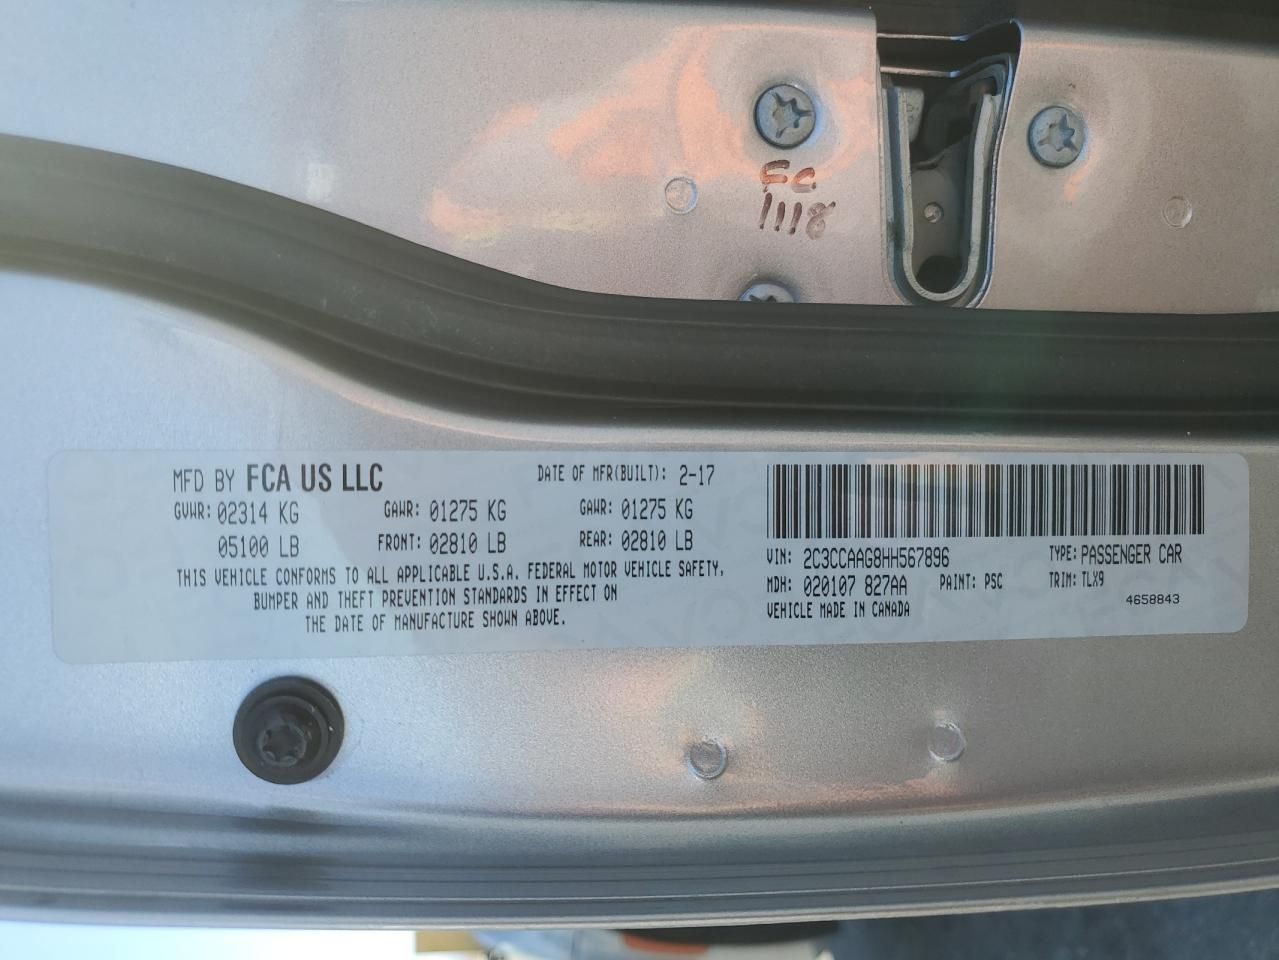 FC
1118
MFD BY FCA US LLC DATE OF MFR(BUILT): 2-17
GVWR: 02314 KG GAWR: 01275 KG GAWR: 01275 KG
05100 LB FRONT: 02810 LB REAR: 02810 LB
THIS VEHICLE CONFORMS TO ALL APPLICABLE U.S.A. FEDERAL MOTOR VEHICLE SAFETY,
BUMPER AND THEFT PREVENTION STANDARDS IN EFFECT ON
THE DATE OF MANUFACTURE SHOWN ABOVE.
VIN: 2C3CCAAG8HH567896 TYPE: PASSENGER CAR
MDH: 020107 827AA PAINT: PSC TRIM: TLX9
VEHICLE MADE IN CANADA 4658843